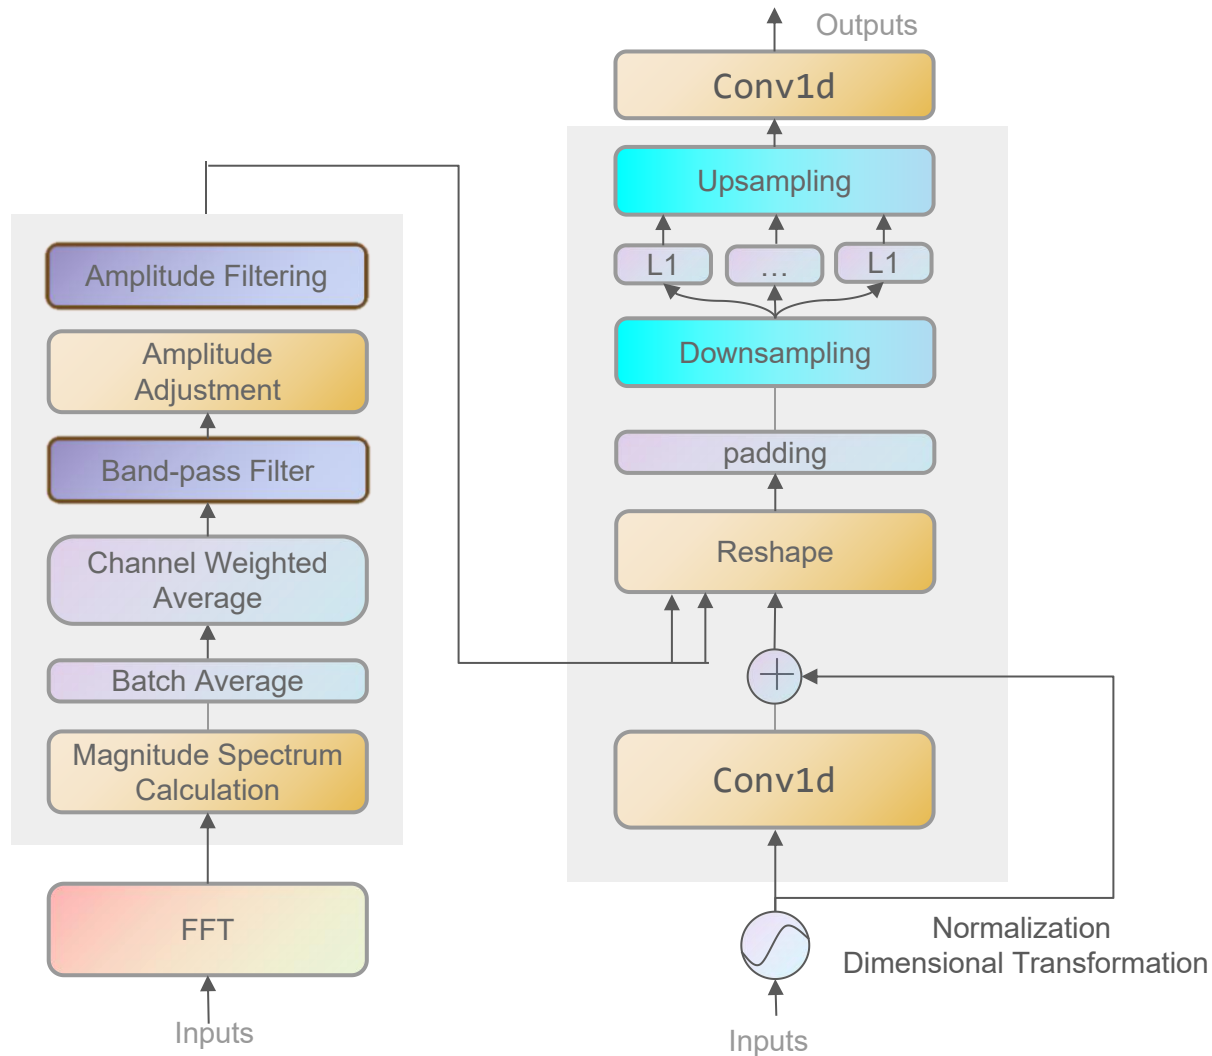 Outputs
Conv1d
Upsampling
L1
...
L1
Downsampling
padding
Reshape
Conv1d
Normalization
Dimensional Transformation
Inputs
Amplitude Filtering
Amplitude
Adjustment
Band-pass Filter
Channel Weighted
Average
Batch Average
Magnitude Spectrum
Calculation
FFT
Inputs